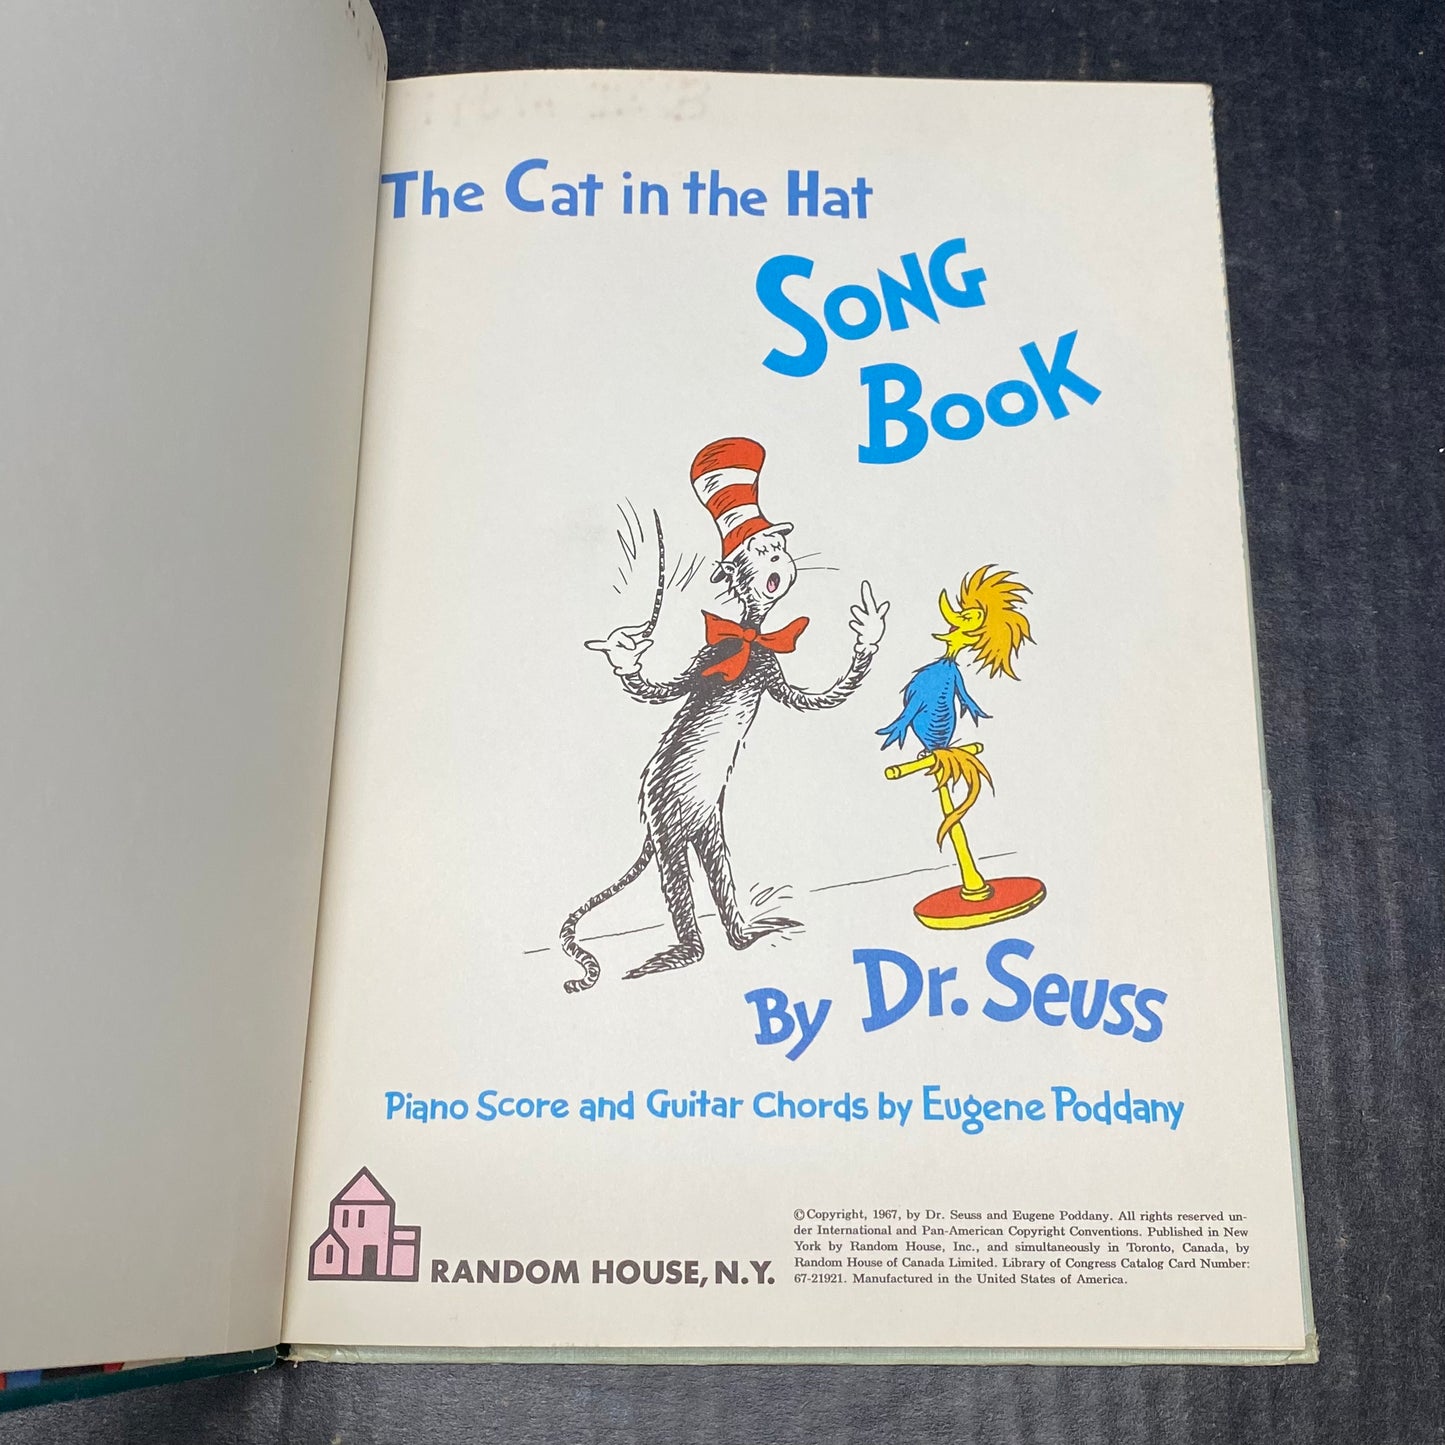 The Cat in the Hat
SONG
BOOK
By Dr. Seuss
Piano Score and Guitar Chords by Eugene Poddany
RANDOM HOUSE, N.Y.
© Copyright, 1967, by Dr. Seuss and Eugene Poddany. All rights reserved un-
der International and Pan-American Copyright Conventions. Published in New
York by Random House, Inc., and simultaneously in Toronto, Canada, by
Random House of Canada Limited. Library of Congress Catalog Card Number:
67-21921. Manufactured in the United States of America.